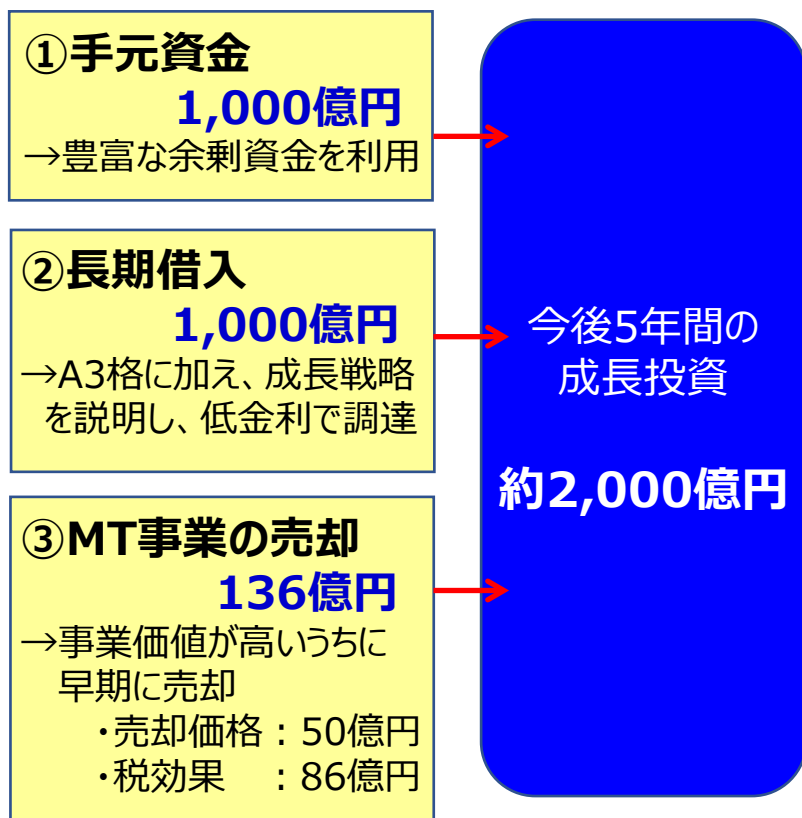 ①手元資金
1,000億円
→豊富な余剰資金を利用
②長期借入
1,000億円
→A3格に加え、成長戦略
を説明し、低金利で調達
③MT事業の売却
136億円
→事業価値が高いうちに
早期に売却
・売却価格：50億円
・税効果　：86億円
今後5年間の
成長投資
約2,000億円